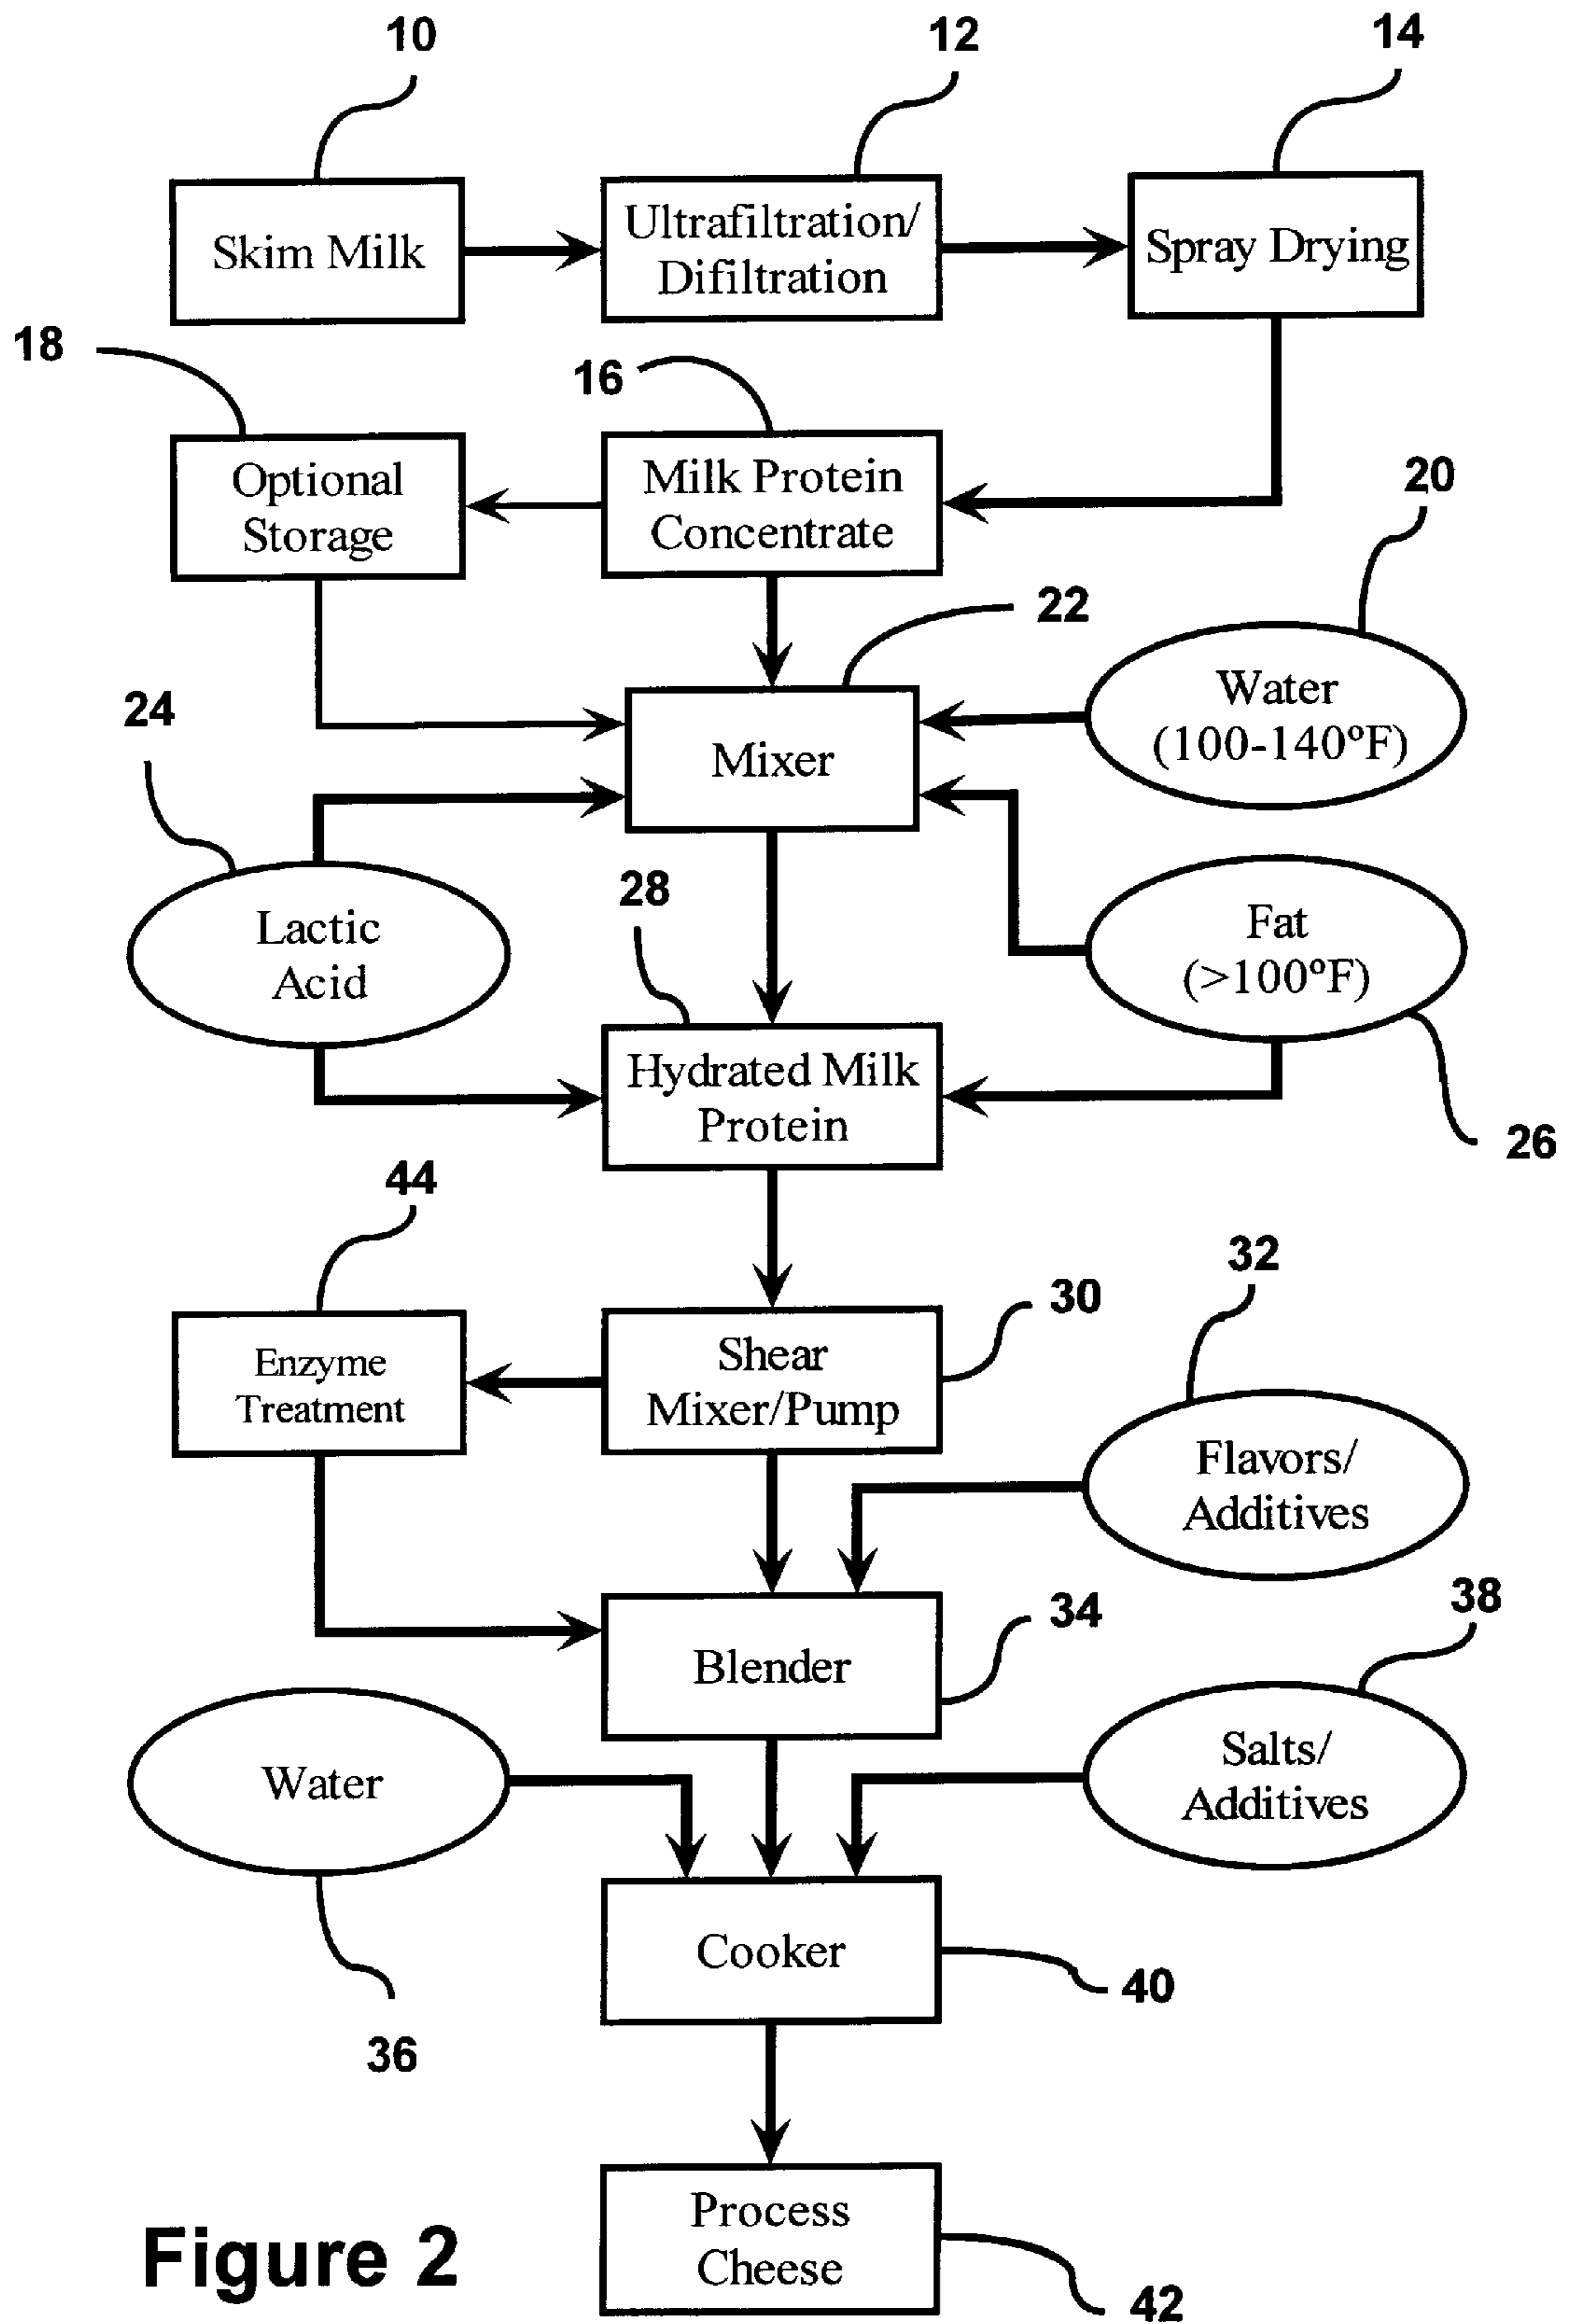 10
12
14
Skim Milk
Ultrafiltration/
Difiltration
Spray Drying
18
16
Optional
Storage
Milk Protein
Concentrate
20
22
Water
(100-140ºF)
24
Mixer
Lactic
Acid
28
Fat
(>100ºF)
Hydrated Milk
Protein
26
44
32
30
Enzyme
Treatment
Shear
Mixer/Pump
Flavors/
Additives
34
38
Blender
Water
Salts/
Additives
Cooker
40
36
Process
Cheese
Figure 2
42